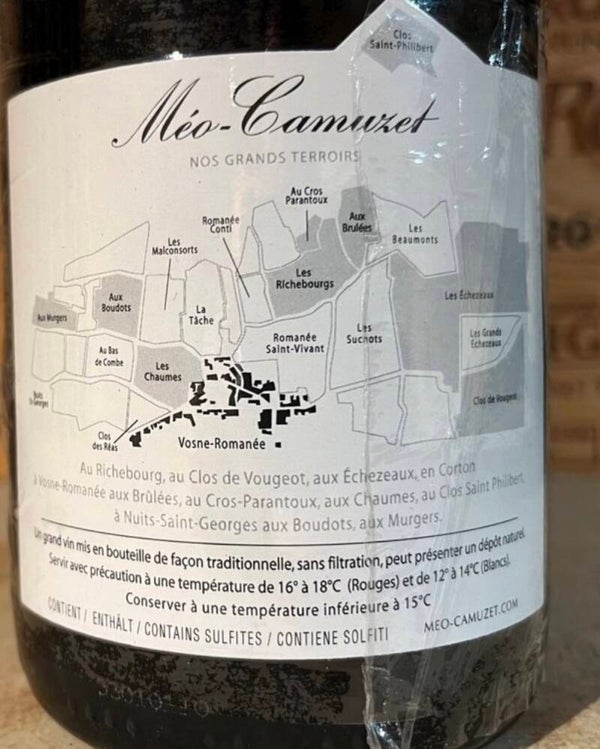 Clos
Saint-Philibert
Méo-Camuzet
NOS GRANDS TERROIRS
Au Cros
Parantoux
Romanée
Conti
Aux
Brulées
Les
Beaumonts
Les
Malconsorts
Les
Richebourgs
Les Échezeaux
Aux
Boudots
Aux Murgers
La
Tâche
Romanée
Saint-Vivant
Les
Suchots
Les Grands
Echezeaux
Au Bas
de Combe
Les
Chaumes
Nuits
St-Georges
Clos de Vougeot
Clos
des Réas
Vosne-Romanée
Au Richebourg, au Clos de Vougeot, aux Échezeaux, en Corton
à Vosne-Romanée aux Brûlées, au Cros-Parantoux, aux Chaumes, au Clos Saint Philibert,
à Nuits-Saint-Georges aux Boudots, aux Murgers.
Un grand vin mis en bouteille de façon traditionnelle, sans filtration, peut présenter un dépôt naturel.
Servir avec précaution à une température de 16° à 18°C (Rouges) et de 12° à 14°C (Blancs).
Conserver à une température inférieure à 15°C
CONTIENT / ENTHÄLT / CONTAINS SULFITES / CONTIENE SOLFITI
MEO-CAMUZET.COM